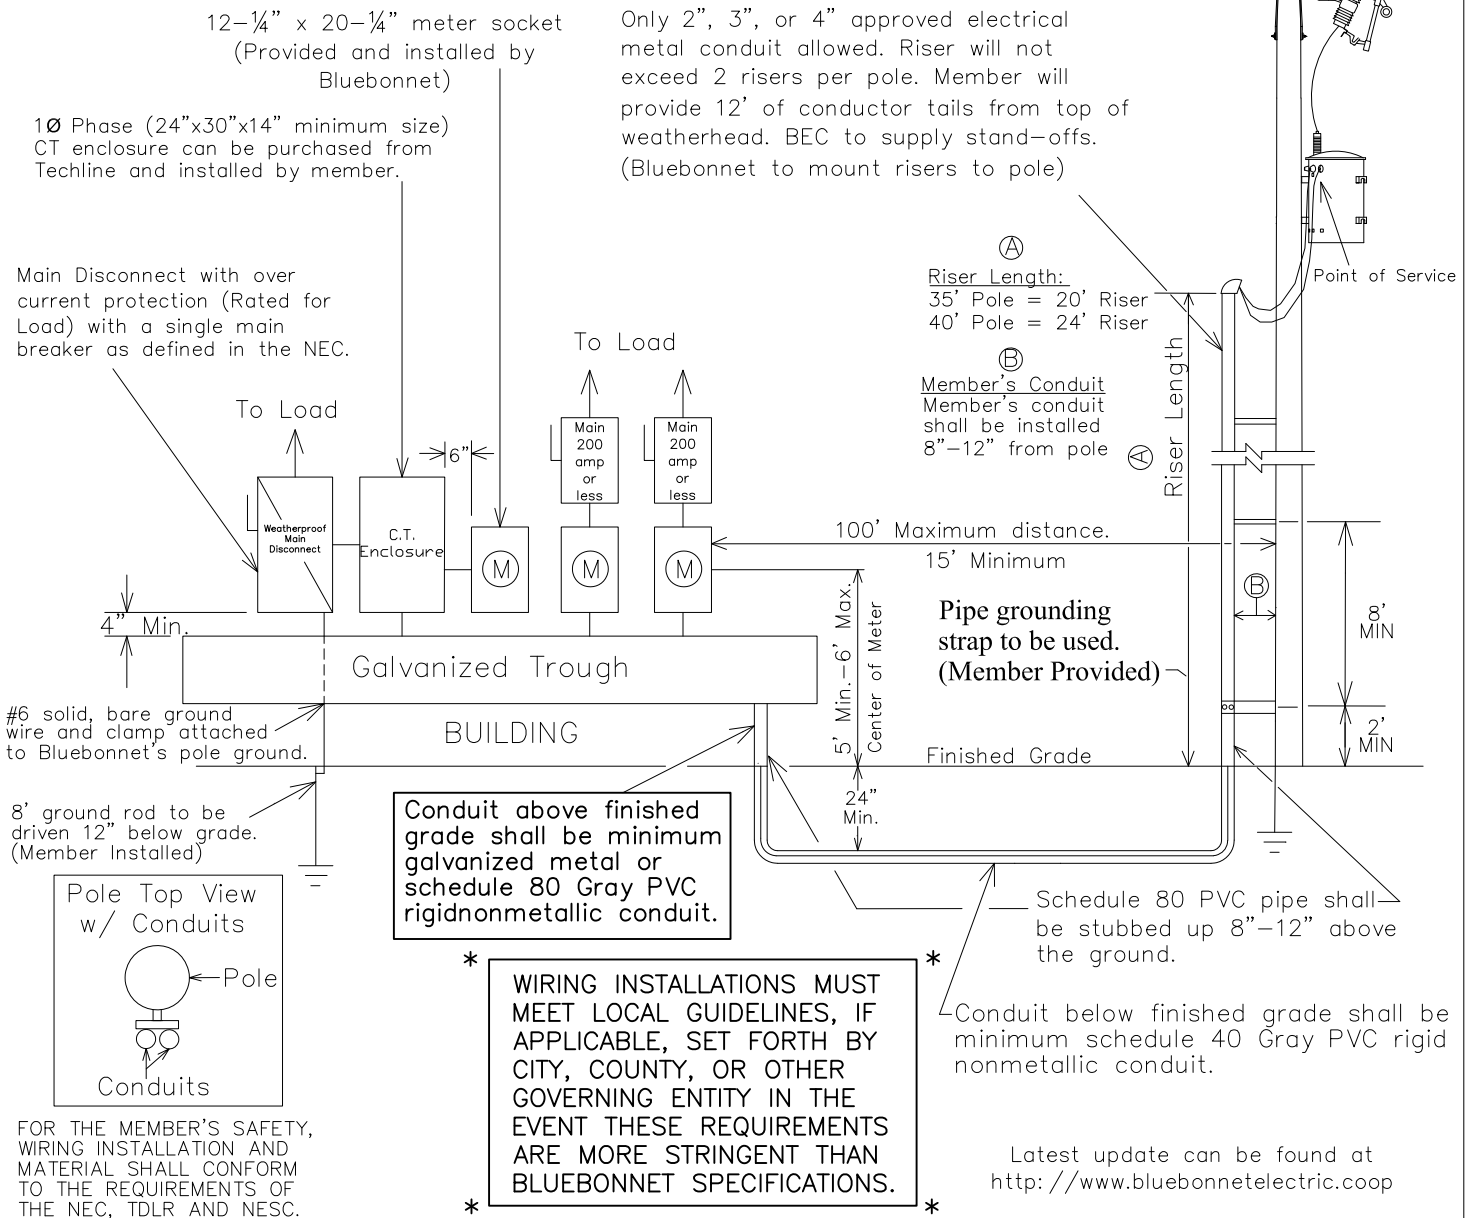 12-¼" x 20-¼" meter socket
(Provided and installed by
Bluebonnet)
Only 2", 3", or 4" approved electrical
metal conduit allowed. Riser will not
exceed 2 risers per pole. Member will
provide 12' of conductor tails from top of
weatherhead. BEC to supply stand-offs.
(Bluebonnet to mount risers to pole)
1Ø Phase (24"x30"x14" minimum size)
CT enclosure can be purchased from
Techline and installed by member.
Main Disconnect with over
current protection (Rated for
Load) with a single main
breaker as defined in the NEC.
A
Riser Length:
35' Pole = 20' Riser
40' Pole = 24' Riser
Point of Service
B
Member's Conduit
Member's conduit
shall be installed
8"-12" from pole
A
Riser Length
To Load
To Load
6"
Main
200
amp
or
less
Main
200
amp
or
less
Weatherproof
Main
Disconnect
C.T.
Enclosure
M
M
M
100' Maximum distance.
15' Minimum
B
8'
MIN
2'
MIN
Pipe grounding
strap to be used.
(Member Provided)
4" Min.
Galvanized Trough
5' Min.-6' Max.
Center of Meter
#6 solid, bare ground
wire and clamp attached
to Bluebonnet's pole ground.
BUILDING
Finished Grade
24"
Min.
8' ground rod to be
driven 12" below grade.
(Member Installed)
Conduit above finished
grade shall be minimum
galvanized metal or
schedule 80 Gray PVC
rigidnonmetallic conduit.
Pole Top View
w/ Conduits
Pole
Conduits
Schedule 80 PVC pipe shall
be stubbed up 8"-12" above
the ground.
Conduit below finished grade shall be
minimum schedule 40 Gray PVC rigid
nonmetallic conduit.
* *
WIRING INSTALLATIONS MUST
MEET LOCAL GUIDELINES, IF
APPLICABLE, SET FORTH BY
CITY, COUNTY, OR OTHER
GOVERNING ENTITY IN THE
EVENT THESE REQUIREMENTS
ARE MORE STRINGENT THAN
BLUEBONNET SPECIFICATIONS.
* *
FOR THE MEMBER'S SAFETY,
WIRING INSTALLATION AND
MATERIAL SHALL CONFORM
TO THE REQUIREMENTS OF
THE NEC, TDLR AND NESC.
Latest update can be found at
http://www.bluebonnetelectric.coop